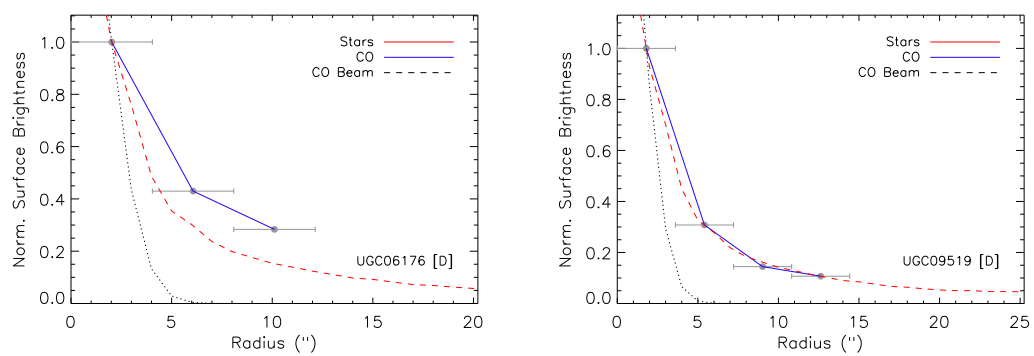 Norm. Surface Brightness
1.0
0.8
0.6
0.4
0.2
0.0
Stars
CO
CO Beam
UGC06176 [D]
0 5 10 15 20
Radius (")
Norm. Surface Brightness
1.0
0.8
0.6
0.4
0.2
0.0
Stars
CO
CO Beam
UGC09519 [D]
0 5 10 15 20 25
Radius (")